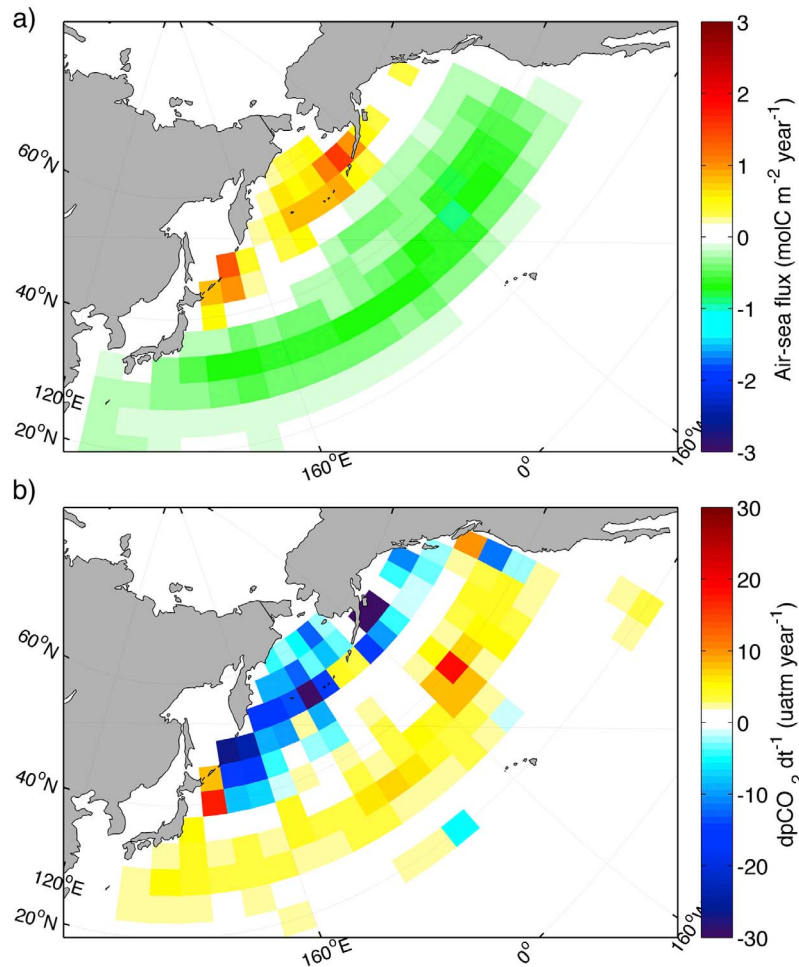 a)
60°N
40°N
120°E
20°N
160°E
0°
160°W
3
2
1
0
-1
-2
-3
Air-sea flux (molC m⁻² year⁻¹)
b)
60°N
40°N
120°E
20°N
160°E
0°
160°W
30
20
10
0
-10
-20
-30
dpCO₂ dt⁻¹ (uatm year⁻¹)